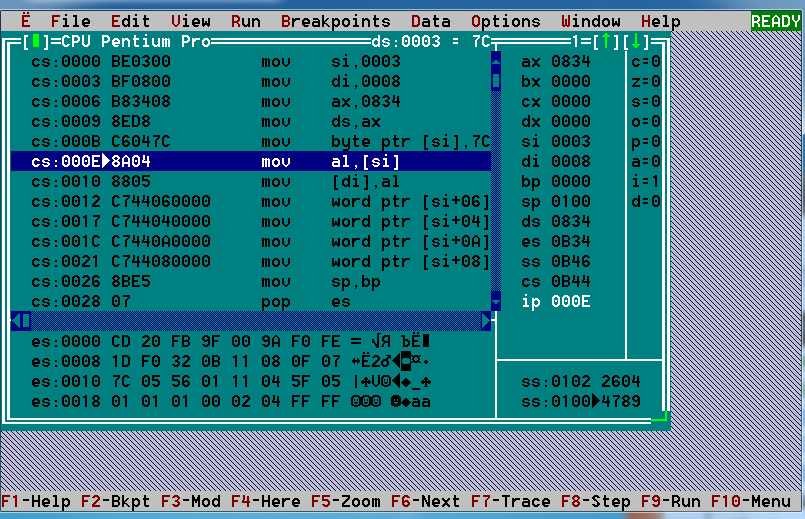 Ë File Edit View Run Breakpoints Data Options Window Help READY
[▮]=CPU Pentium Pro ds:0003 = 7C 1=[↑][↓]
cs:0000 BE0300 mov si,0003 ax 0834 c=0
cs:0003 BF0800 mov di,0008 bx 0000 z=0
cs:0006 B83408 mov ax,0834 cx 0000 s=0
cs:0009 8ED8 mov ds,ax dx 0000 o=0
cs:000B C6047C mov byte ptr [si],7C si 0003 p=0
cs:000E▶8A04 mov al,[si] di 0008 a=0
cs:0010 8805 mov [di],al bp 0000 i=1
cs:0012 C744060000 mov word ptr [si+06] sp 0100 d=0
cs:0017 C744040000 mov word ptr [si+04] ds 0834
cs:001C C7440A0000 mov word ptr [si+0A] es 0B34
cs:0021 C744080000 mov word ptr [si+08] ss 0B46
cs:0026 8BE5 mov sp,bp cs 0B44
cs:0028 07 pop es ip 000E
es:0000 CD 20 FB 9F 00 9A F0 FE = √Я ЪË▮
es:0008 1D F0 32 0B 11 08 0F 07 ↔Ë2♂◀◘¤•
es:0010 7C 05 56 01 11 04 5F 05 |♣V☺◀♦_♣ ss:0102 2604
es:0018 01 01 01 00 02 04 FF FF ☺☺☺ ☻♦aa ss:0100▶4789
F1-Help F2-Bkpt F3-Mod F4-Here F5-Zoom F6-Next F7-Trace F8-Step F9-Run F10-Menu